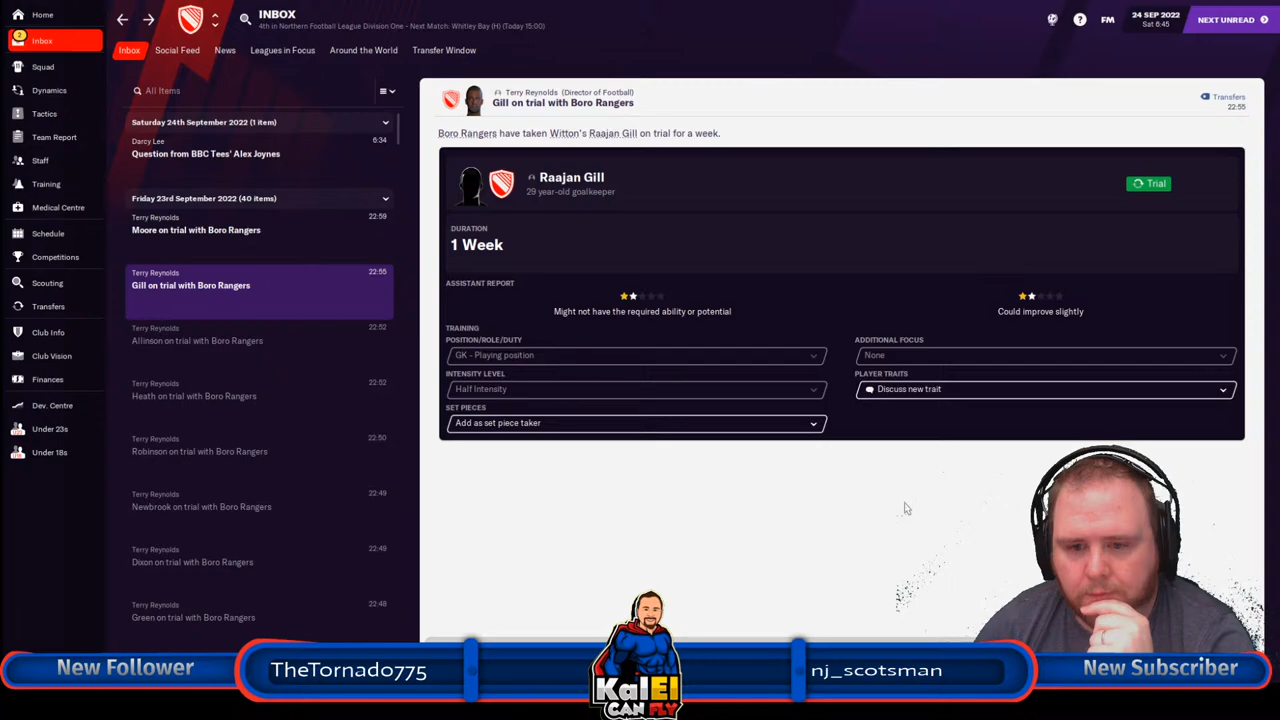 Home
2
Inbox
Squad
Dynamics
Tactics
Team Report
Staff
Training
Medical Centre
Schedule
Competitions
Scouting
Transfers
Club Info
Club Vision
Finances
Dev. Centre
Under 23s
Under 18s
INBOX
4th in Northern Football League Division One - Next Match: Whitley Bay (H) (Today 15:00)
FM
24 SEP 2022
Sat 6:45
NEXT UNREAD
Inbox
Social Feed
News
Leagues in Focus
Around the World
Transfer Window
All Items
Saturday 24th September 2022 (1 item)
Darcy Lee
6:34
Question from BBC Tees' Alex Joynes
Friday 23rd September 2022 (40 items)
Terry Reynolds
22:59
Moore on trial with Boro Rangers
Terry Reynolds
22:55
Gill on trial with Boro Rangers
Terry Reynolds
22:52
Allinson on trial with Boro Rangers
Terry Reynolds
22:52
Heath on trial with Boro Rangers
Terry Reynolds
22:50
Robinson on trial with Boro Rangers
Terry Reynolds
22:49
Newbrook on trial with Boro Rangers
Terry Reynolds
22:49
Dixon on trial with Boro Rangers
Terry Reynolds
22:48
Green on trial with Boro Rangers
Terry Reynolds (Director of Football)
Gill on trial with Boro Rangers
Transfers
22:55
Boro Rangers have taken Witton's Raajan Gill on trial for a week.
Raajan Gill
29 year-old goalkeeper
Trial
DURATION
1 Week
ASSISTANT REPORT
Might not have the required ability or potential
Could improve slightly
TRAINING
POSITION/ROLE/DUTY
GK - Playing position
ADDITIONAL FOCUS
None
INTENSITY LEVEL
Half Intensity
PLAYER TRAITS
Discuss new trait
SET PIECES
Add as set piece taker
New Follower
TheTornado775
KalEl
CAN FLY
nj_scotsman
New Subscriber